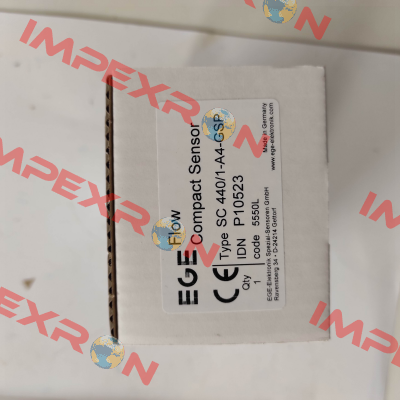 EGE
Flow
Compact Sensor
CE
Type SC 440/1-A4-GSP
IDN P10523
Qty code 5550L
1
Made in Germany
www.ege-elektronik.com
EGE-Elektronik Spezial-Sensoren GmbH
Ravensberg 34 · D-24214 Gettorf
IMPEXRON
IMPEXRON
IMPEXRON
IMPEXRON